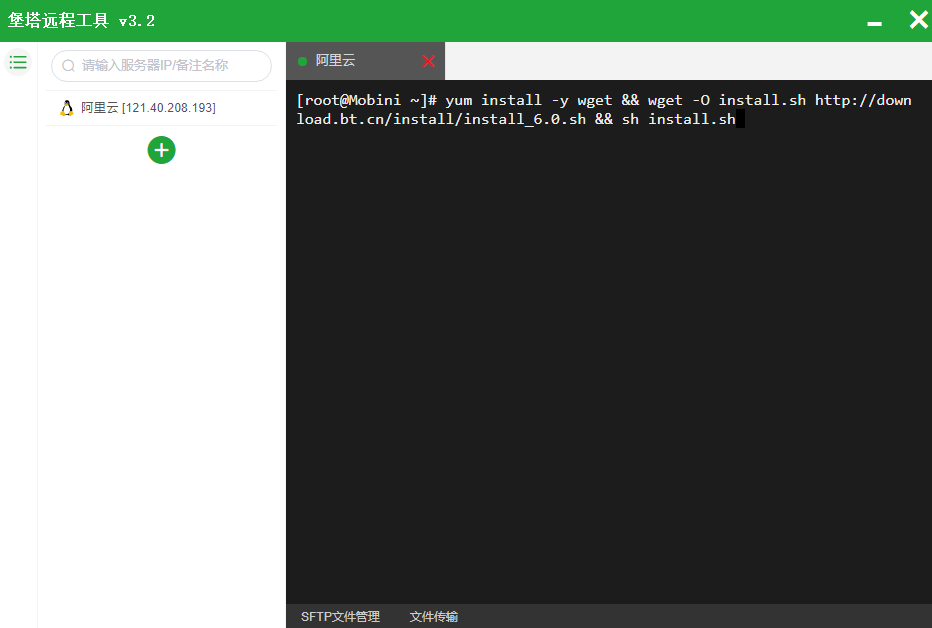 堡塔远程工具 v3.2
请输入服务器IP/备注名称
阿里云 [121.40.208.193]
阿里云
[root@Mobini ~]# yum install -y wget && wget -O install.sh http://down
load.bt.cn/install/install_6.0.sh && sh install.sh
SFTP文件管理 文件传输